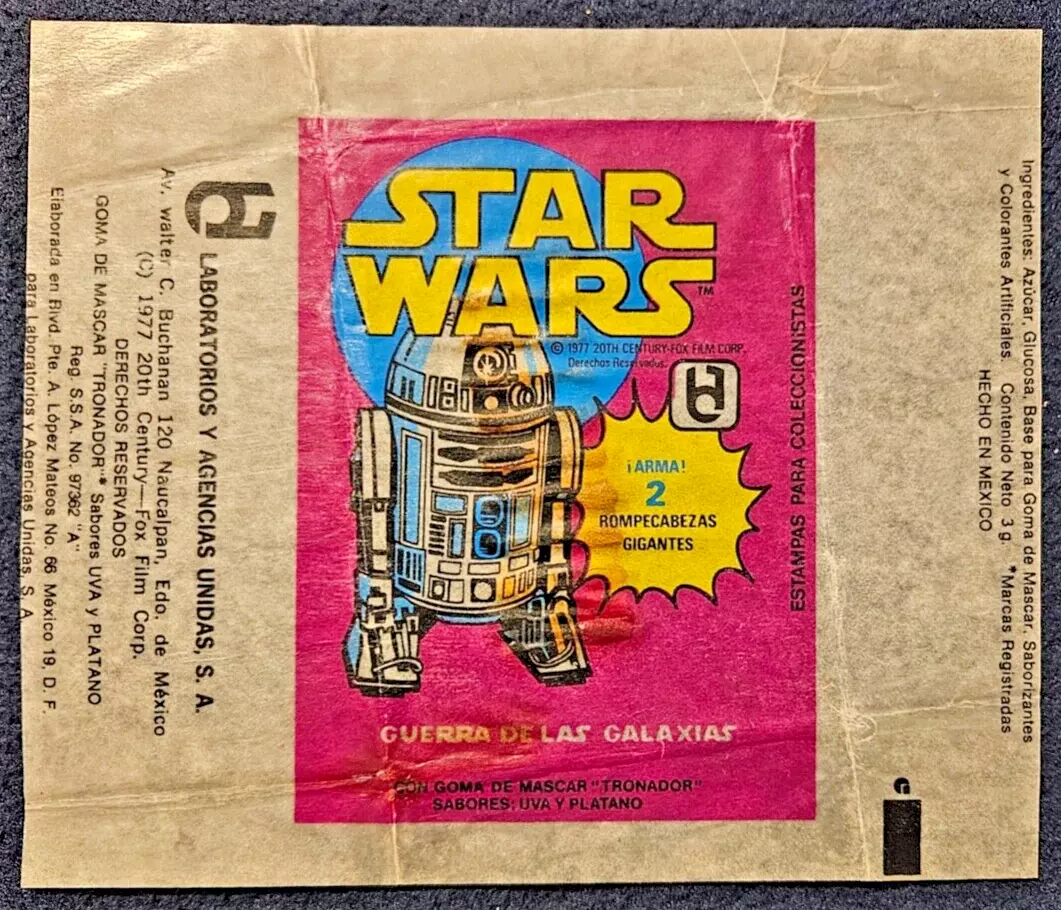 STAR
WARS™
© 1977 20TH CENTURY-FOX FILM CORP.
Derechos Reservados.
¡ARMA!
2
ROMPECABEZAS
GIGANTES
ESTAMPAS PARA COLECCIONISTAS
GUERRA DE LAS GALAXIAS
CON GOMA DE MASCAR "TRONADOR"
SABORES: UVA Y PLATANO
LABORATORIOS Y AGENCIAS UNIDAS, S. A.
Av. walter C. Buchanan 120 Naucalpan, Edo. de México
(C) 1977 20th Century—Fox Film Corp.
DERECHOS RESERVADOS
GOMA DE MASCAR "TRONADOR"* Sabores UVA y PLATANO
Reg. S.S.A. No. 97362 "A"
Elaborada en Blvd. Pte. A. López Mateos No. 66 México 19, D. F.
para Laboratorios y Agencias Unidas, S. A.
Ingredientes: Azúcar, Glucosa, Base para Goma de Mascar, Saborizantes
y Colorantes Artificiales. Contenido Neto 3 g. *Marcas Registradas
HECHO EN MEXICO